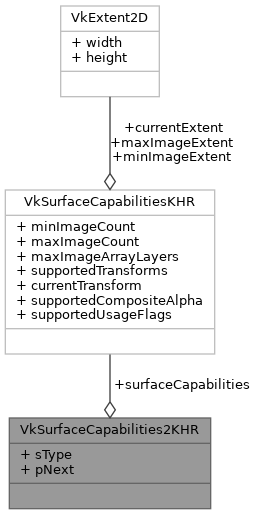 VkExtent2D
+ width
+ height
+currentExtent
+maxImageExtent
+minImageExtent
VkSurfaceCapabilitiesKHR
+ minImageCount
+ maxImageCount
+ maxImageArrayLayers
+ supportedTransforms
+ currentTransform
+ supportedCompositeAlpha
+ supportedUsageFlags
+surfaceCapabilities
VkSurfaceCapabilities2KHR
+ sType
+ pNext